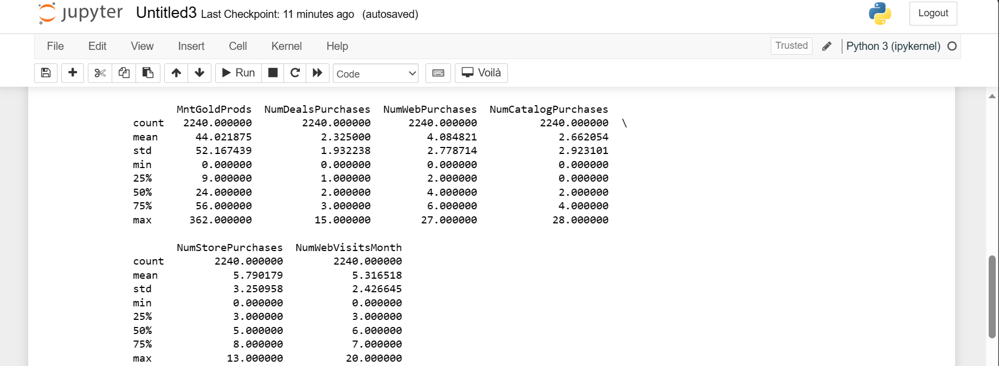 jupyter Untitled3 Last Checkpoint: 11 minutes ago (autosaved)
Logout
File Edit View Insert Cell Kernel Help
Trusted Python 3 (ipykernel)
Run Code Voilà
MntGoldProds NumDealsPurchases NumWebPurchases NumCatalogPurchases
count 2240.000000 2240.000000 2240.000000 2240.000000 \
mean 44.021875 2.325000 4.084821 2.662054
std 52.167439 1.932238 2.778714 2.923101
min 0.000000 0.000000 0.000000 0.000000
25% 9.000000 1.000000 2.000000 0.000000
50% 24.000000 2.000000 4.000000 2.000000
75% 56.000000 3.000000 6.000000 4.000000
max 362.000000 15.000000 27.000000 28.000000
NumStorePurchases NumWebVisitsMonth
count 2240.000000 2240.000000
mean 5.790179 5.316518
std 3.250958 2.426645
min 0.000000 0.000000
25% 3.000000 3.000000
50% 5.000000 6.000000
75% 8.000000 7.000000
max 13.000000 20.000000